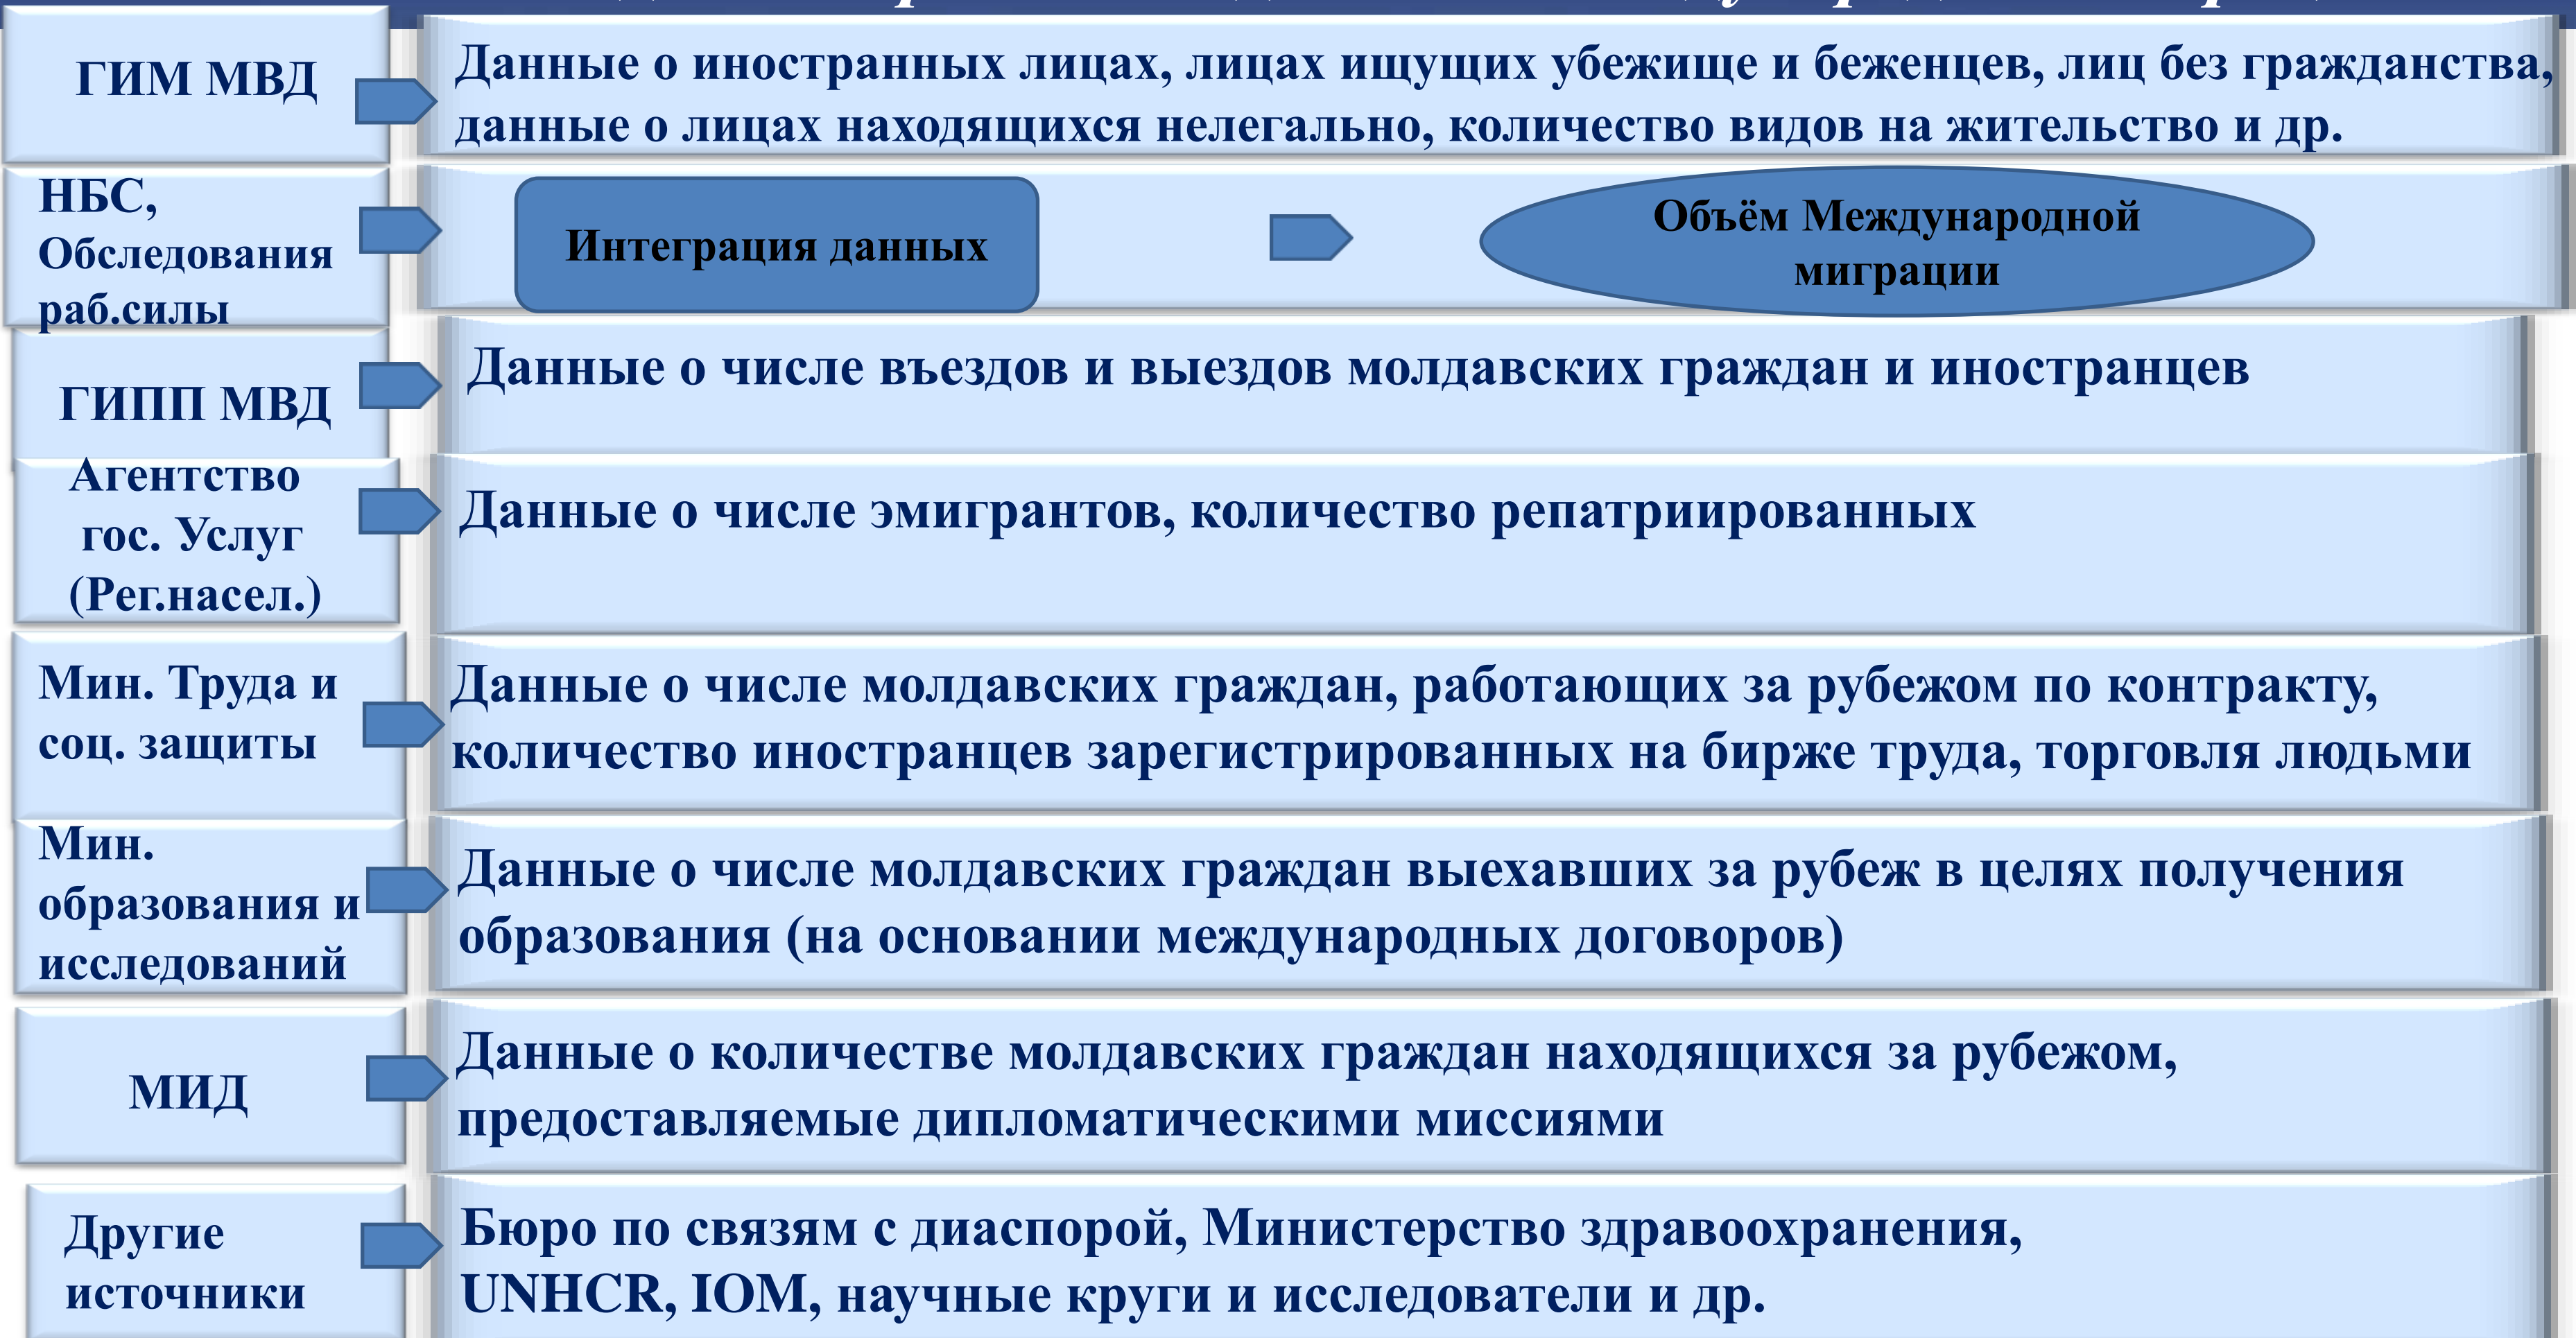 ГИМ МВД
Данные о иностранных лицах, лицах ищущих убежище и беженцев, лиц без гражданства,
данные о лицах находящихся нелегально, количество видов на жительство и др.
НБС,
Обследования
раб.силы
Интеграция данных
Объём Международной
миграции
ГИПП МВД
Данные о числе въездов и выездов молдавских граждан и иностранцев
Агентство
гос. Услуг
(Рег.насел.)
Данные о числе эмигрантов, количество репатриированных
Мин. Труда и
соц. защиты
Данные о числе молдавских граждан, работающих за рубежом по контракту,
количество иностранцев зарегистрированных на бирже труда, торговля людьми
Мин.
образования и
исследований
Данные о числе молдавских граждан выехавших за рубеж в целях получения
образования (на основании международных договоров)
МИД
Данные о количестве молдавских граждан находящихся за рубежом,
предоставляемые дипломатическими миссиями
Другие
источники
Бюро по связям с диаспорой, Министерство здравоохранения,
UNHCR, IOM, научные круги и исследователи и др.